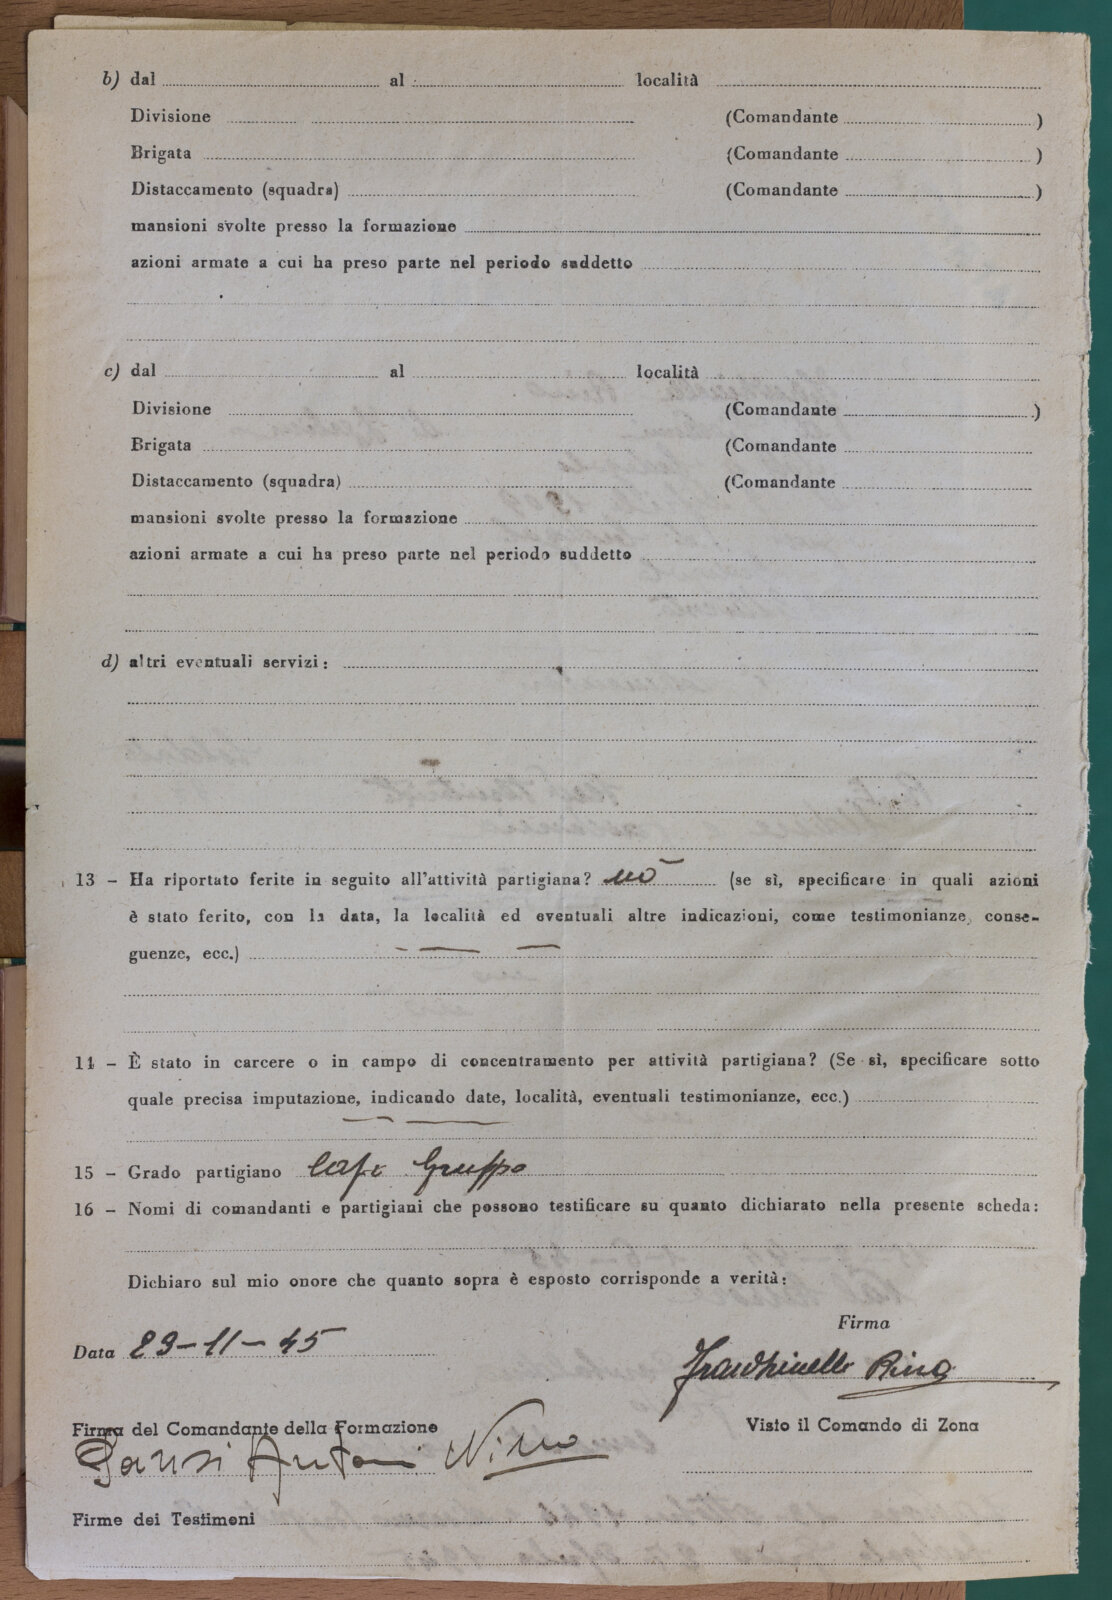 b) dal ........ al ........ località ........
Divisione ........ (Comandante ........)
Brigata ........ (Comandante ........)
Distaccamento (squadra) ........ (Comandante ........)
mansioni svolte presso la formazione ........
azioni armate a cui ha preso parte nel periodo suddetto ........
c) dal ........ al ........ località ........
Divisione ........ (Comandante ........)
Brigata ........ (Comandante ........
Distaccamento (squadra) ........ (Comandante ........
mansioni svolte presso la formazione ........
azioni armate a cui ha preso parte nel periodo suddetto ........
d) altri eventuali servizi: ........
13 - Ha riportato ferite in seguito all'attività partigiana? no (se sì, specificare in quali azioni
è stato ferito, con la data, la località ed eventuali altre indicazioni, come testimonianze, conse-
guenze, ecc.) ........
14 - È stato in carcere o in campo di concentramento per attività partigiana? (Se sì, specificare sotto
quale precisa imputazione, indicando date, località, eventuali testimonianze, ecc.) ........
15 - Grado partigiano Capo Gruppo
16 - Nomi di comandanti e partigiani che possono testificare su quanto dichiarato nella presente scheda:
Dichiaro sul mio onore che quanto sopra è esposto corrisponde a verità:
Firma
Data 29-11-45
Firma del Comandante della Formazione Visto il Comando di Zona
Nino
Firme dei Testimoni ........